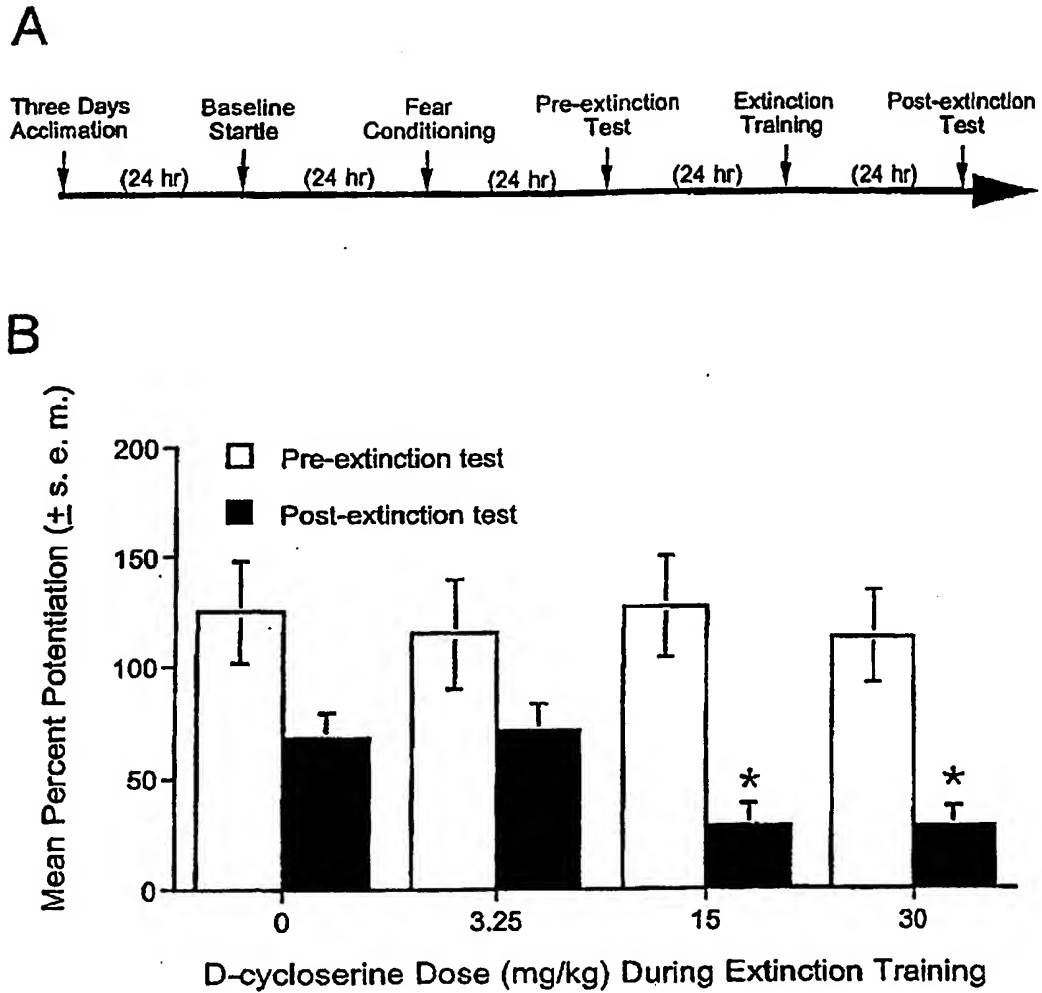 A
Three Days Acclimation
Baseline Startle
Fear Conditioning
Pre-extinction Test
Extinction Training
Post-extinction Test
(24 hr)
(24 hr)
(24 hr)
(24 hr)
(24 hr)
B
Mean Percent Potentiation (± s. e. m.)
200
150
100
50
0
Pre-extinction test
Post-extinction test
*
*
0
3.25
15
30
D-cycloserine Dose (mg/kg) During Extinction Training